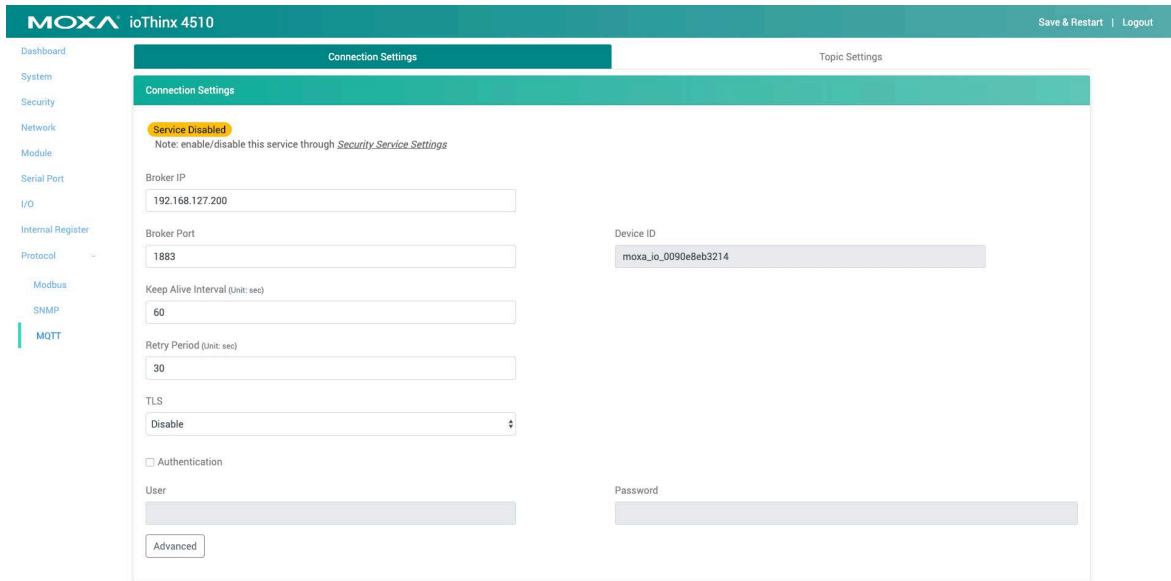 MOXA ioThinx 4510
Save & Restart | Logout
Dashboard
System
Security
Network
Module
Serial Port
I/O
Internal Register
Protocol
Modbus
SNMP
MQTT
Connection Settings
Topic Settings
Connection Settings
Service Disabled
Note: enable/disable this service through Security Service Settings
Broker IP
192.168.127.200
Broker Port
1883
Device ID
moxa_io_0090e8eb3214
Keep Alive Interval (Unit: sec)
60
Retry Period (Unit: sec)
30
TLS
Disable
Authentication
User
Password
Advanced